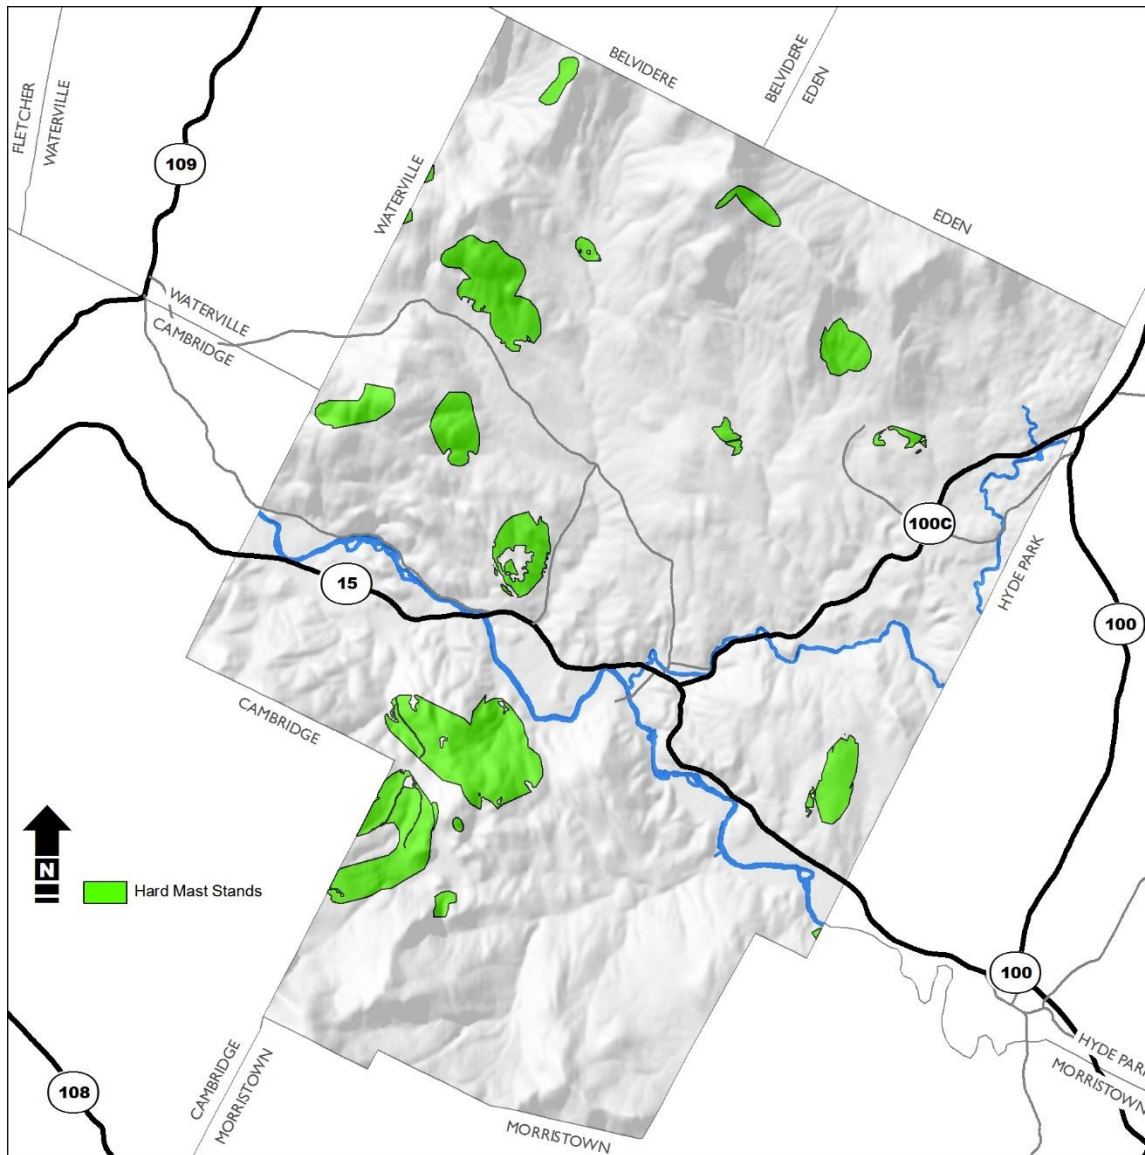 BELVIDERE
BELVIDERE
EDEN
FLETCHER
WATERVILLE
109
WATERVILLE
EDEN
WATERVILLE
CAMBRIDGE
100C
HYDE PARK
15
100
CAMBRIDGE
N
Hard Mast Stands
100
HYDE PARK
MORRISTOWN
108
CAMBRIDGE
MORRISTOWN
MORRISTOWN